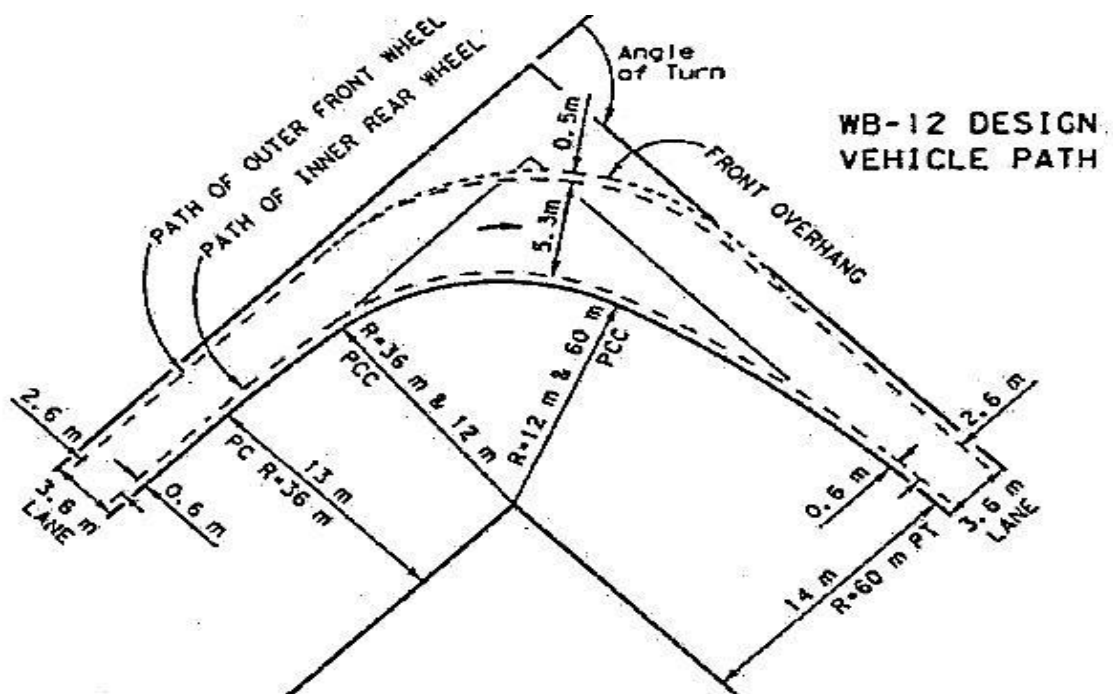 PATH OF OUTER FRONT WHEEL
PATH OF INNER REAR WHEEL
Angle
of Turn
WB-12 DESIGN
VEHICLE PATH
0.5m
FRONT OVERHANG
5.3m
R=36 m & 12 m
PCC
R=12 m & 60 m
PCC
2.6 m
3.6 m
LANE
0.6 m
PC R=36 m
13 m
2.6 m
0.6 m
3.6 m
LANE
14 m
R=60 m PT